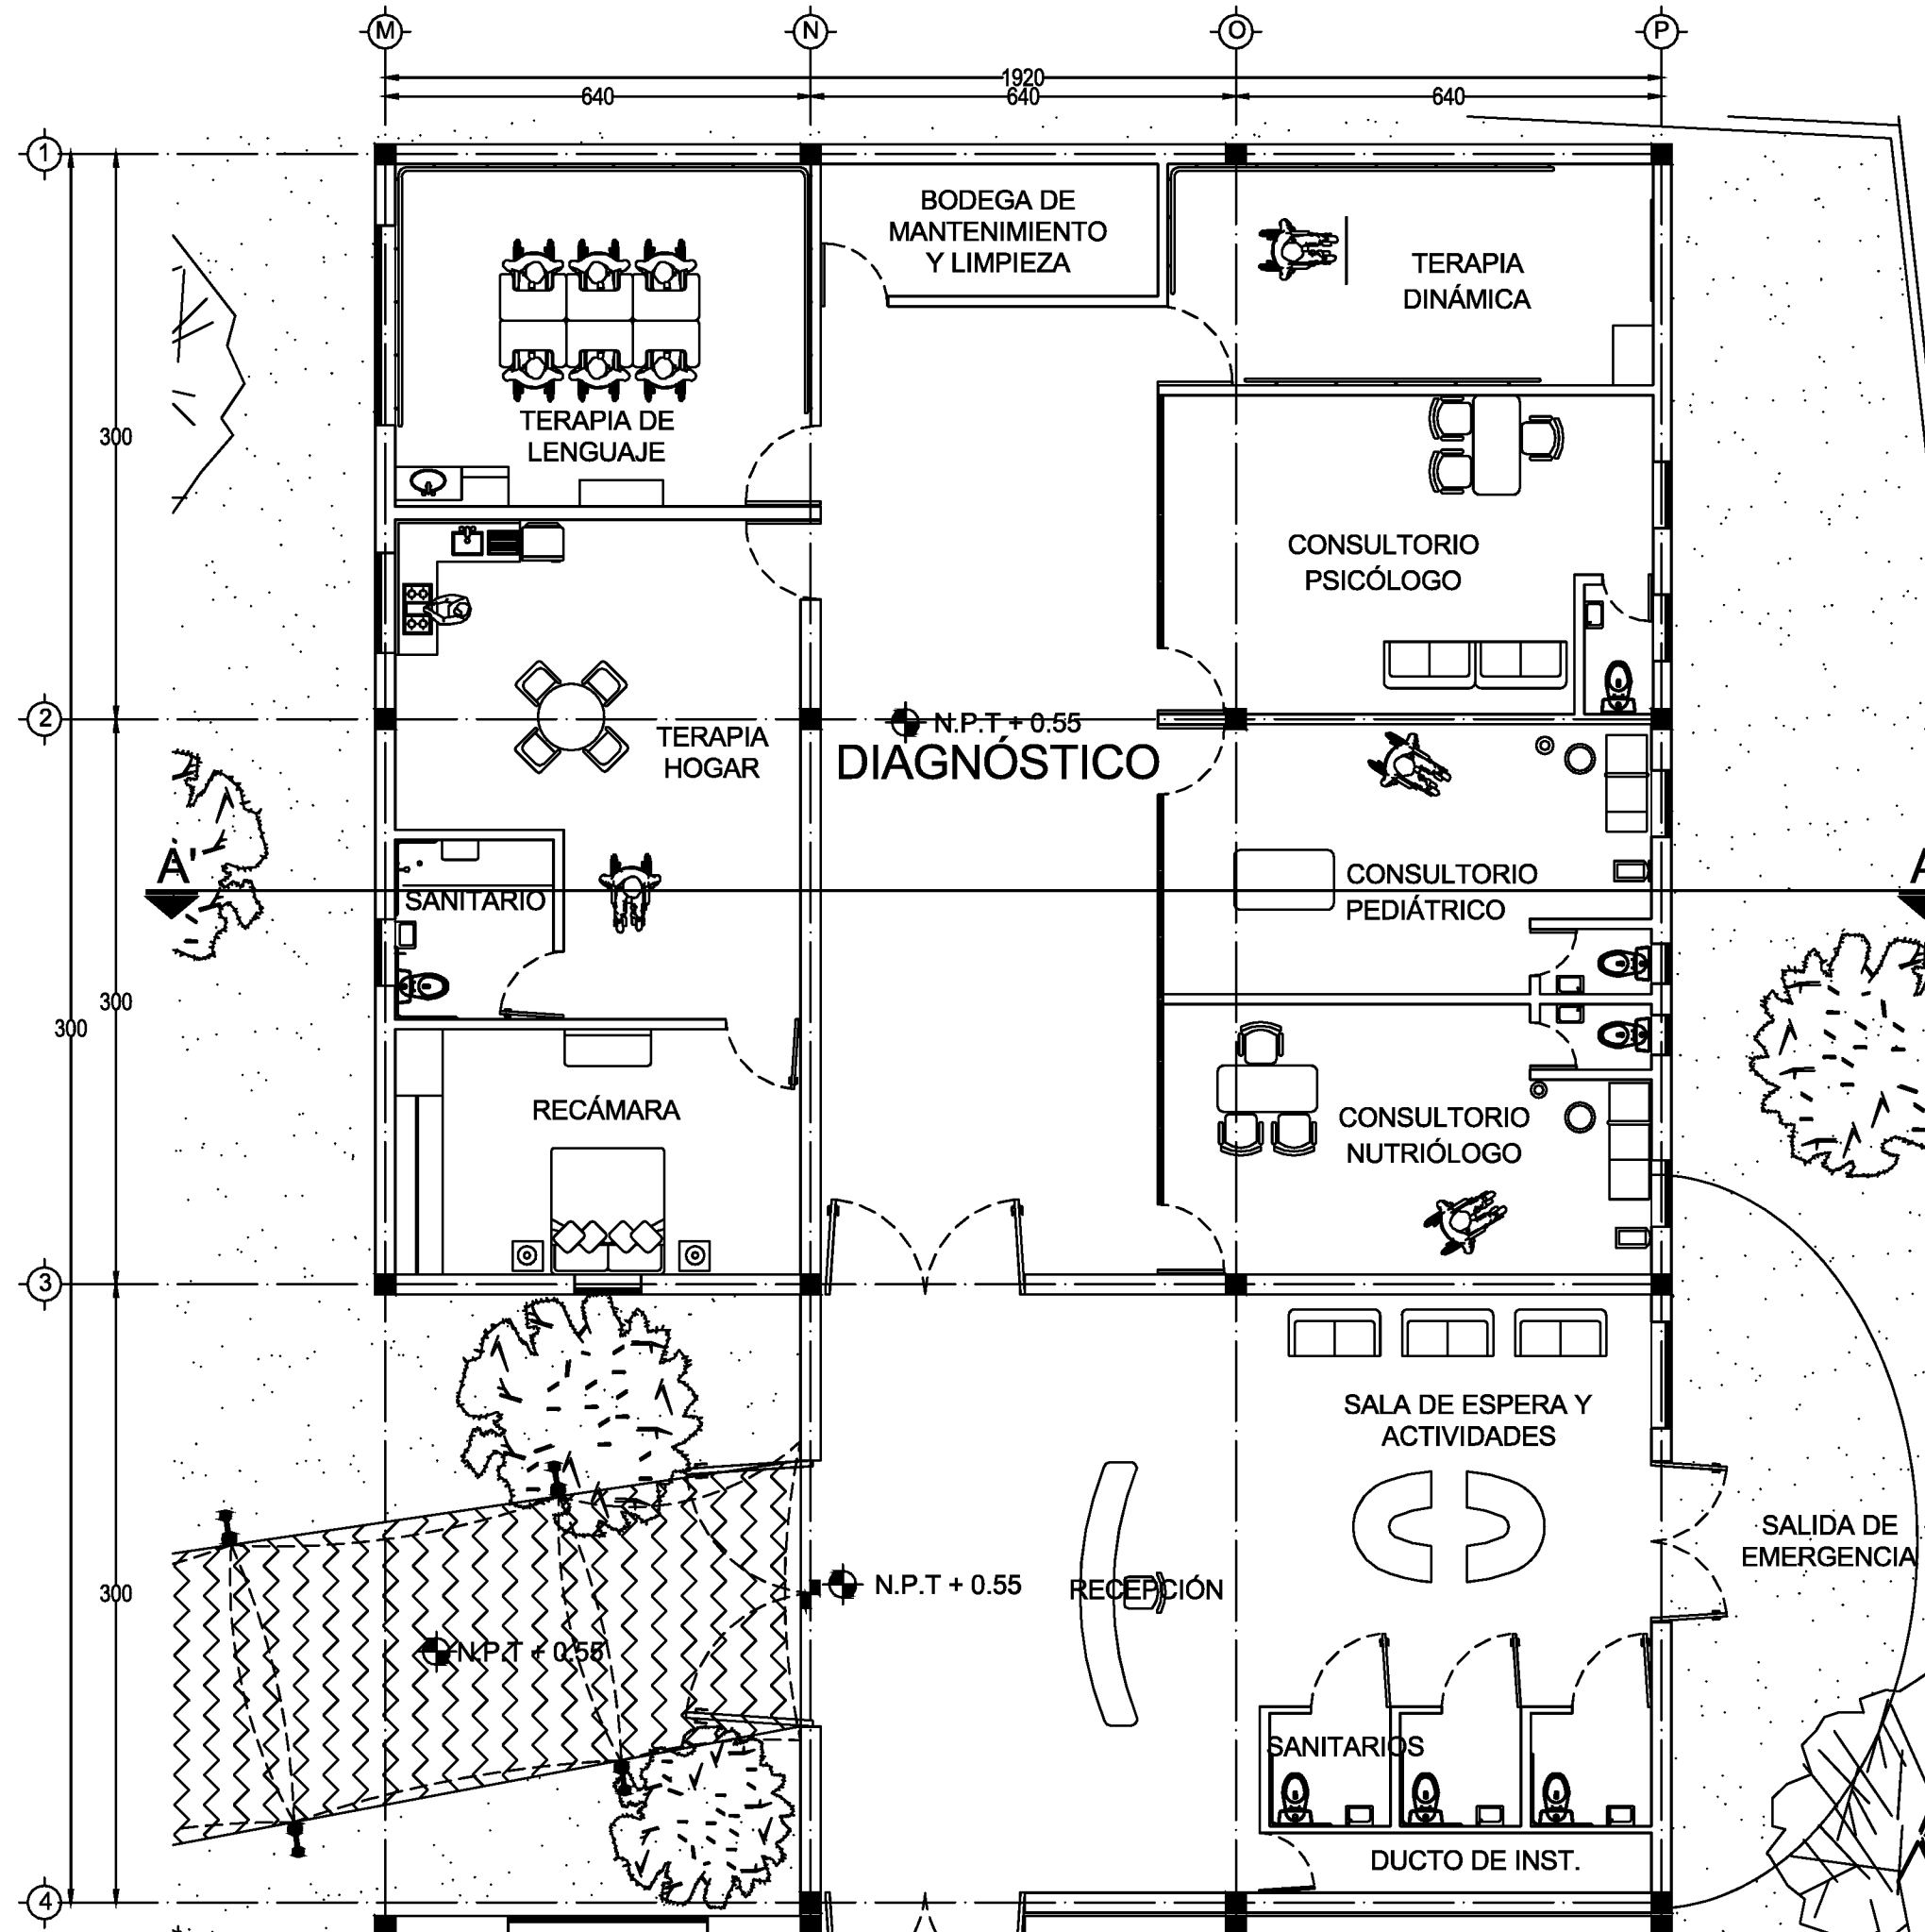 M
N
O
P
1920
640
640
640
1
BODEGA DE
MANTENIMIENTO
Y LIMPIEZA
TERAPIA
DINÁMICA
TERAPIA DE
LENGUAJE
300
CONSULTORIO
PSICÓLOGO
2
N.P.T + 0.55
DIAGNÓSTICO
TERAPIA
HOGAR
A'
A
SANITARIO
CONSULTORIO
PEDIÁTRICO
300
300
RECÁMARA
CONSULTORIO
NUTRIÓLOGO
3
SALA DE ESPERA Y
ACTIVIDADES
SALIDA DE
EMERGENCIA
300
N.P.T + 0.55
RECEPCIÓN
N.P.T + 0.55
SANITARIOS
DUCTO DE INST.
4